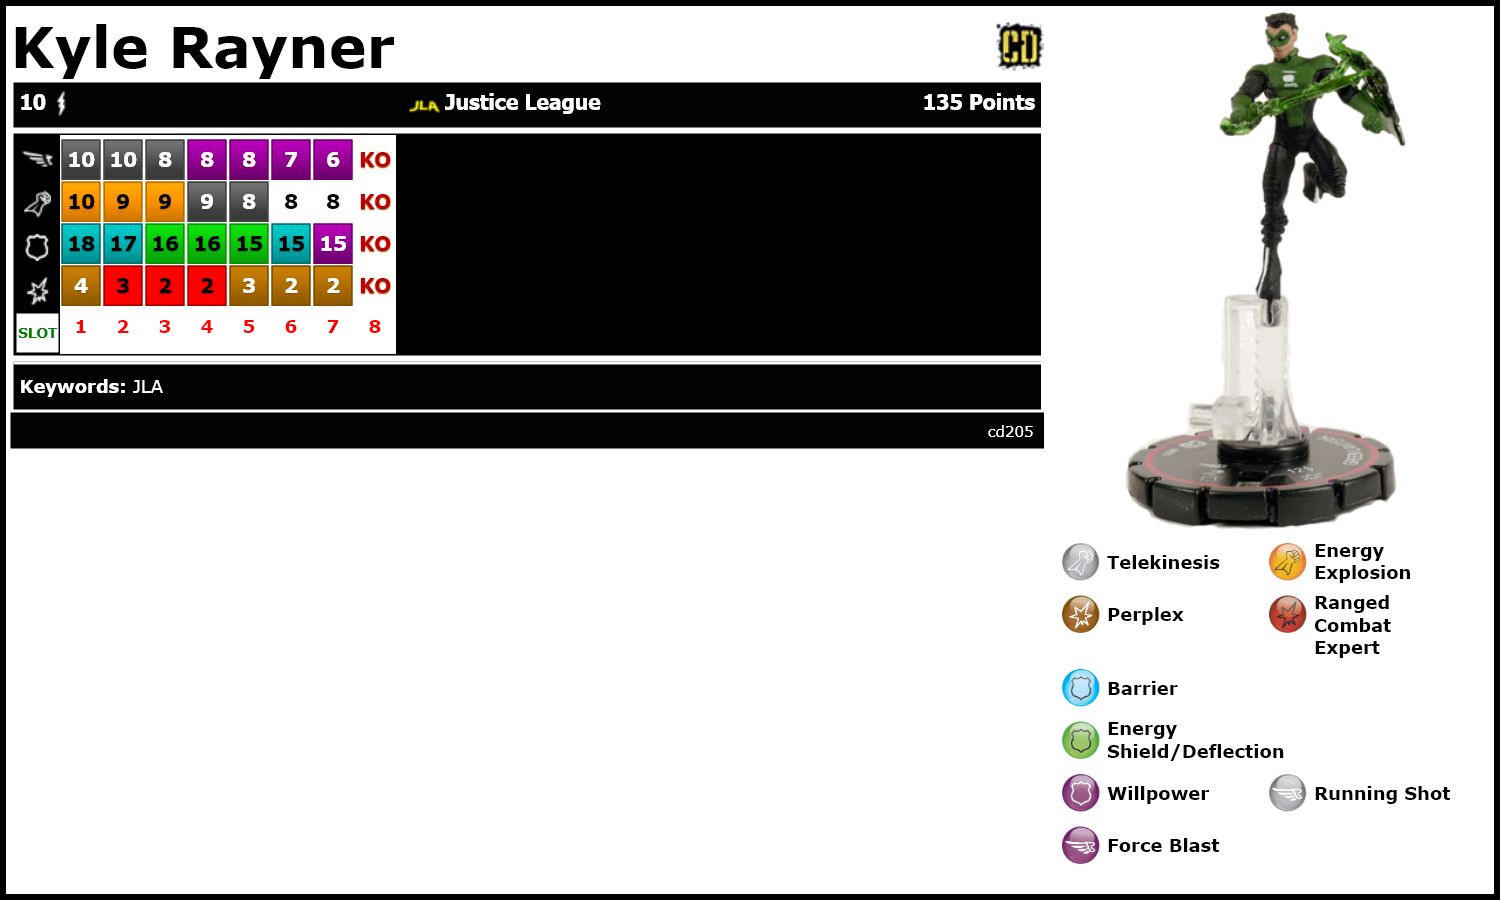 Kyle Rayner
CD
10 JLA Justice League 135 Points
10 10 8 8 8 7 6 KO
10 9 9 9 8 8 8 KO
18 17 16 16 15 15 15 KO
4 3 2 2 3 2 2 KO
SLOT 1 2 3 4 5 6 7 8
Keywords: JLA
cd205
Telekinesis
Energy
Explosion
Perplex
Ranged
Combat
Expert
Barrier
Energy
Shield/Deflection
Willpower
Running Shot
Force Blast